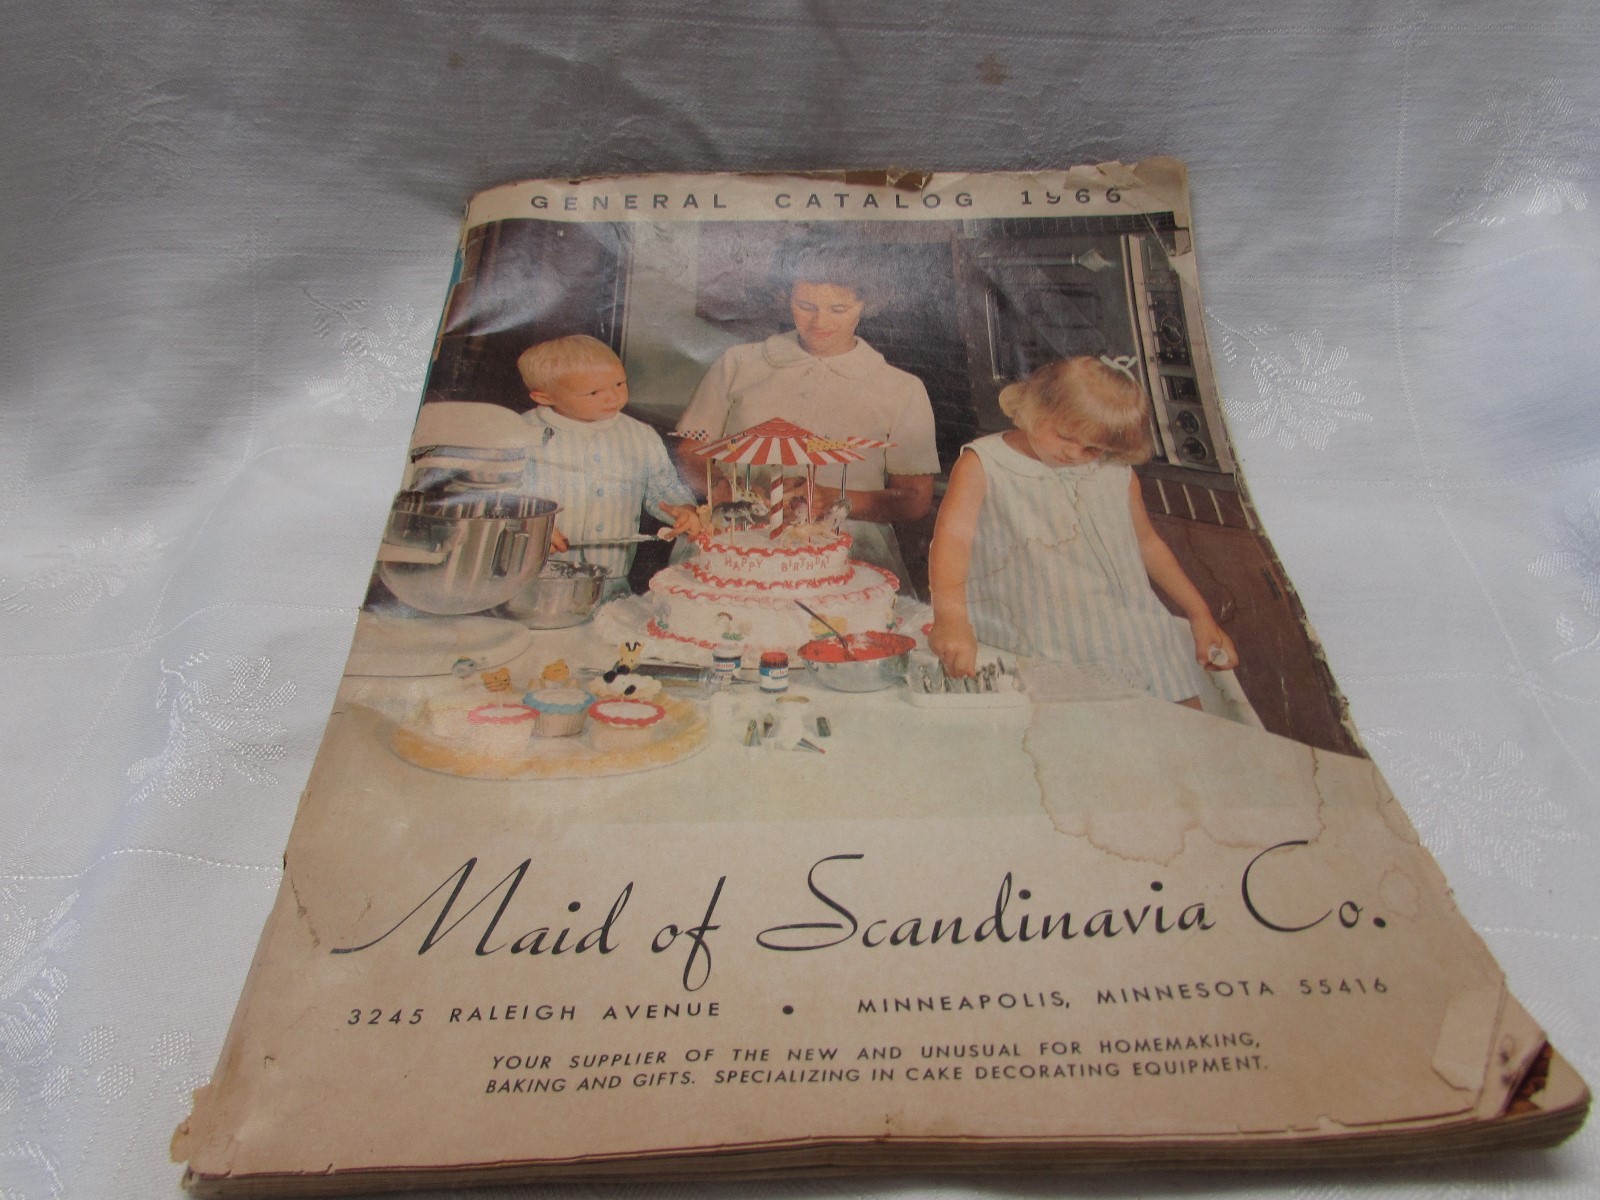 GENERAL CATALOG 1966
HAPPY BIRTHDAY
Maid of Scandinavia Co.
3245 RALEIGH AVENUE • MINNEAPOLIS, MINNESOTA 55416
YOUR SUPPLIER OF THE NEW AND UNUSUAL FOR HOMEMAKING,
BAKING AND GIFTS. SPECIALIZING IN CAKE DECORATING EQUIPMENT.